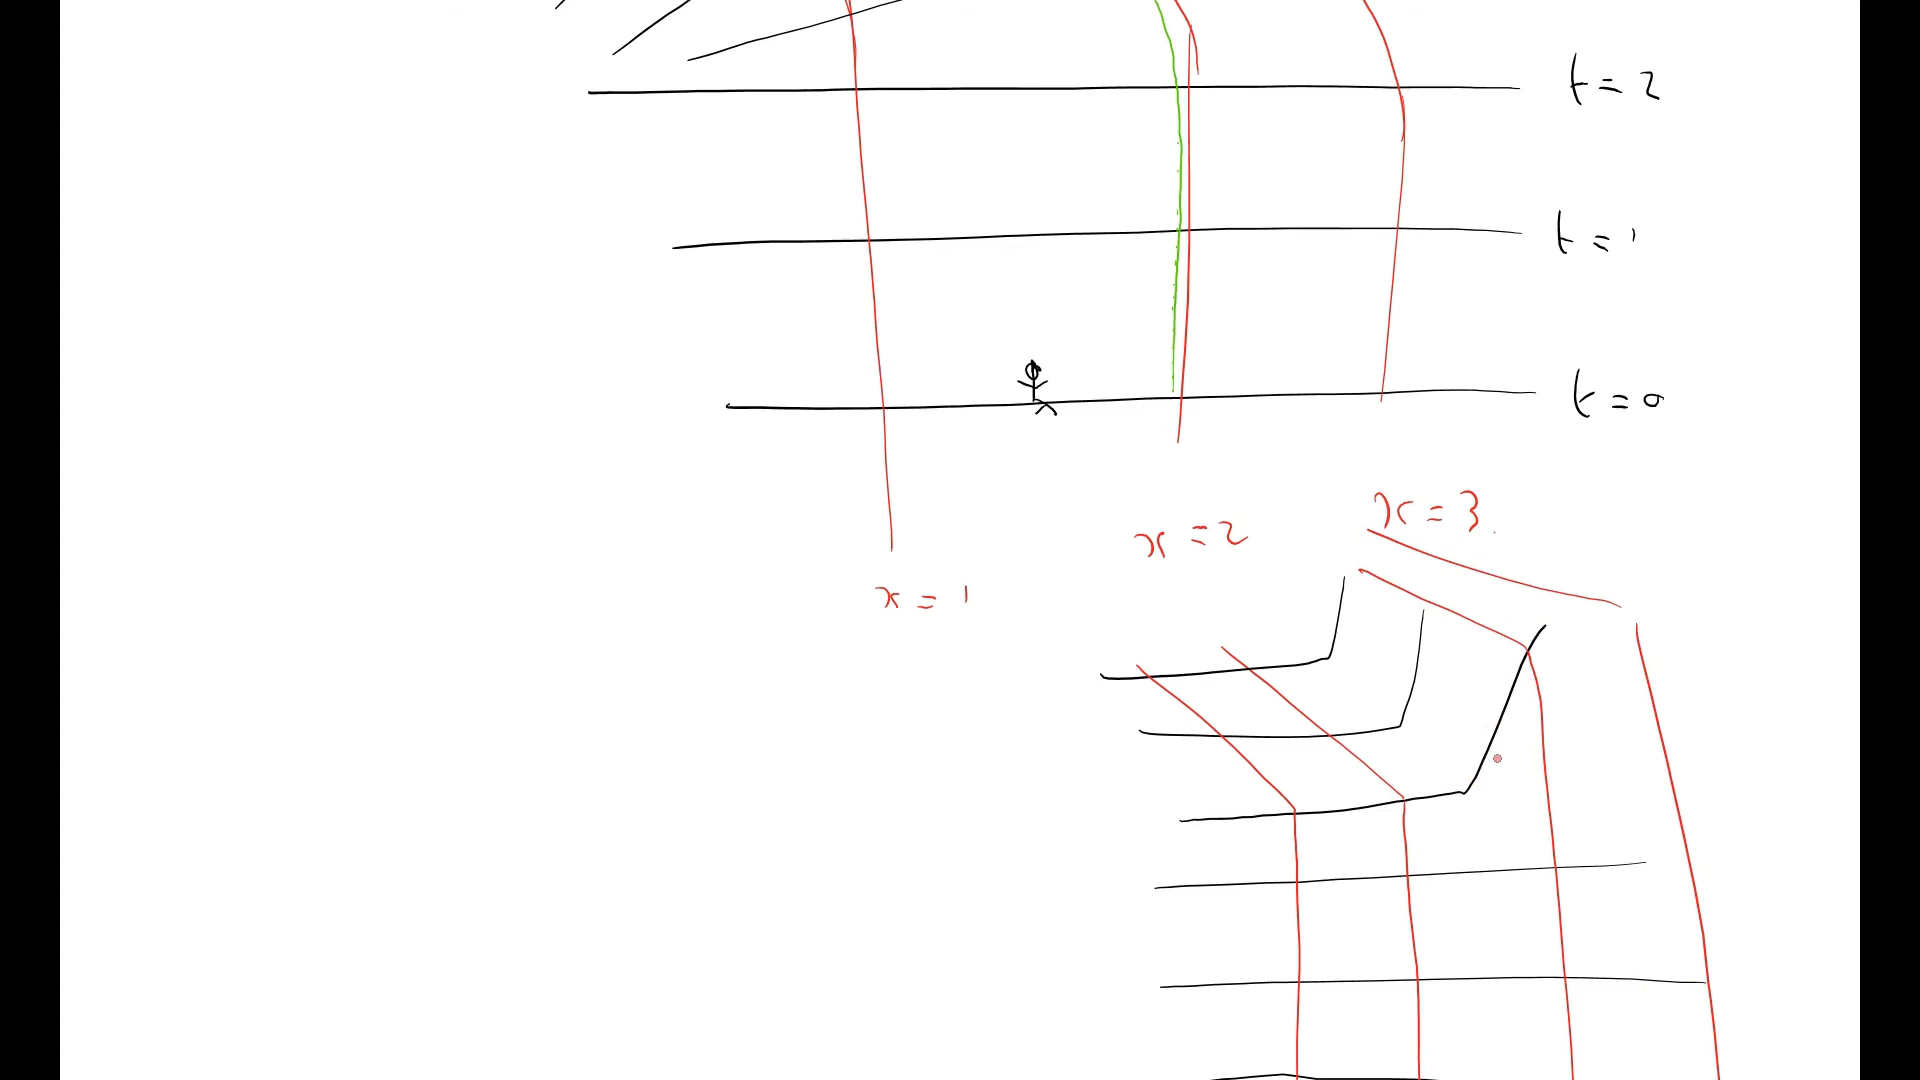 t = 2
t = 1
t = 0
x = 3
x = 2
x = 1